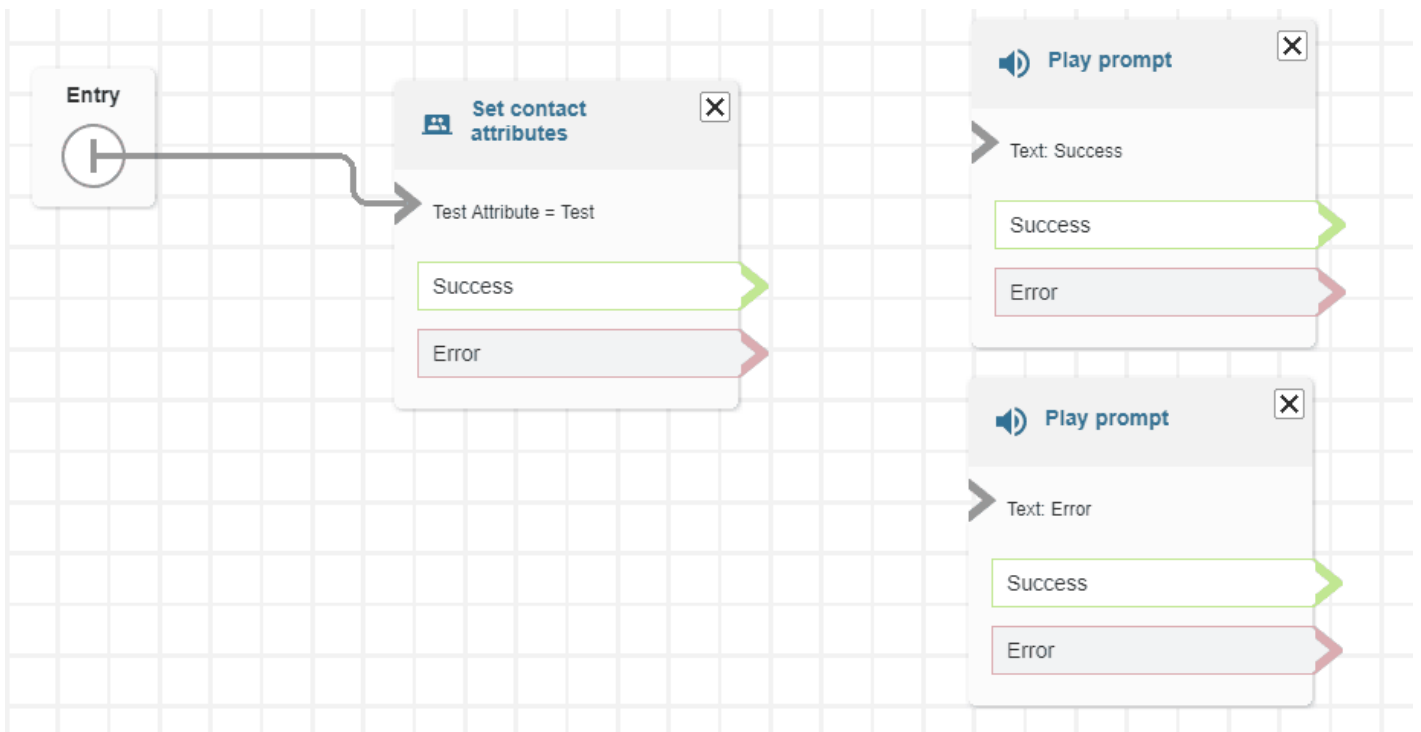 Entry
Set contact
attributes
Test Attribute = Test
Success
Error
Play prompt
Text: Success
Success
Error
Play prompt
Text: Error
Success
Error